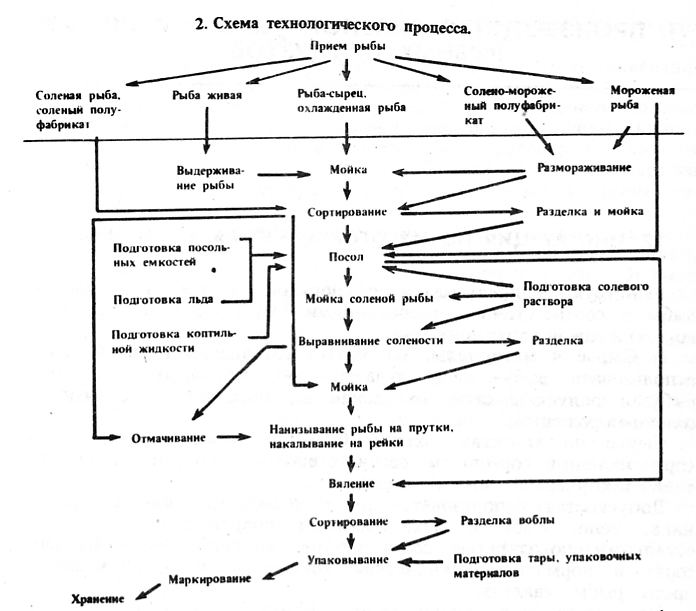 2. Схема технологического процесса.
Прием рыбы
Соленая рыба,
соленый полу-
фабрикат
Рыба живая
Рыба-сырец,
охлажденная рыба
Солено-мороже-
ный полуфабри-
кат
Мороженая
рыба
Выдержива-
ние рыбы
Мойка
Размораживание
Сортирование
Разделка и мойка
Подготовка посоль-
ных емкостей
Посол
Подготовка льда
Мойка соленой рыбы
Подготовка солевого
раствора
Подготовка коптиль-
ной жидкости
Выравнивание солености
Разделка
Мойка
Отмачивание
Нанизывание рыбы на прутки,
накалывание на рейки
Вяление
Сортирование
Разделка воблы
Упаковывание
Подготовка тары, упаковочных
материалов
Маркирование
Хранение